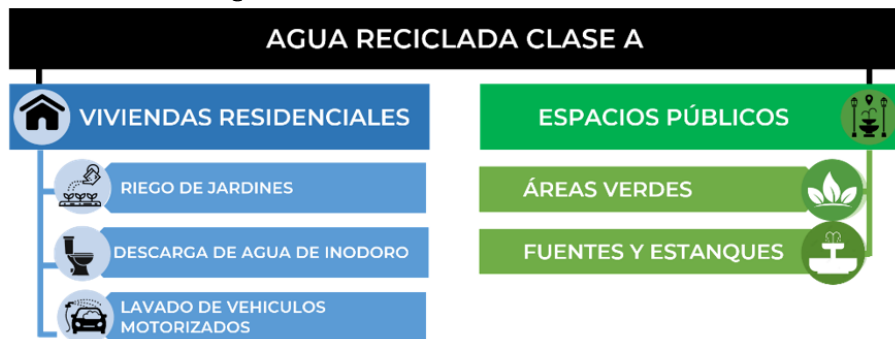 AGUA RECICLADA CLASE A
VIVIENDAS RESIDENCIALES
RIEGO DE JARDINES
DESCARGA DE AGUA DE INODORO
LAVADO DE VEHICULOS
MOTORIZADOS
ESPACIOS PÚBLICOS
ÁREAS VERDES
FUENTES Y ESTANQUES